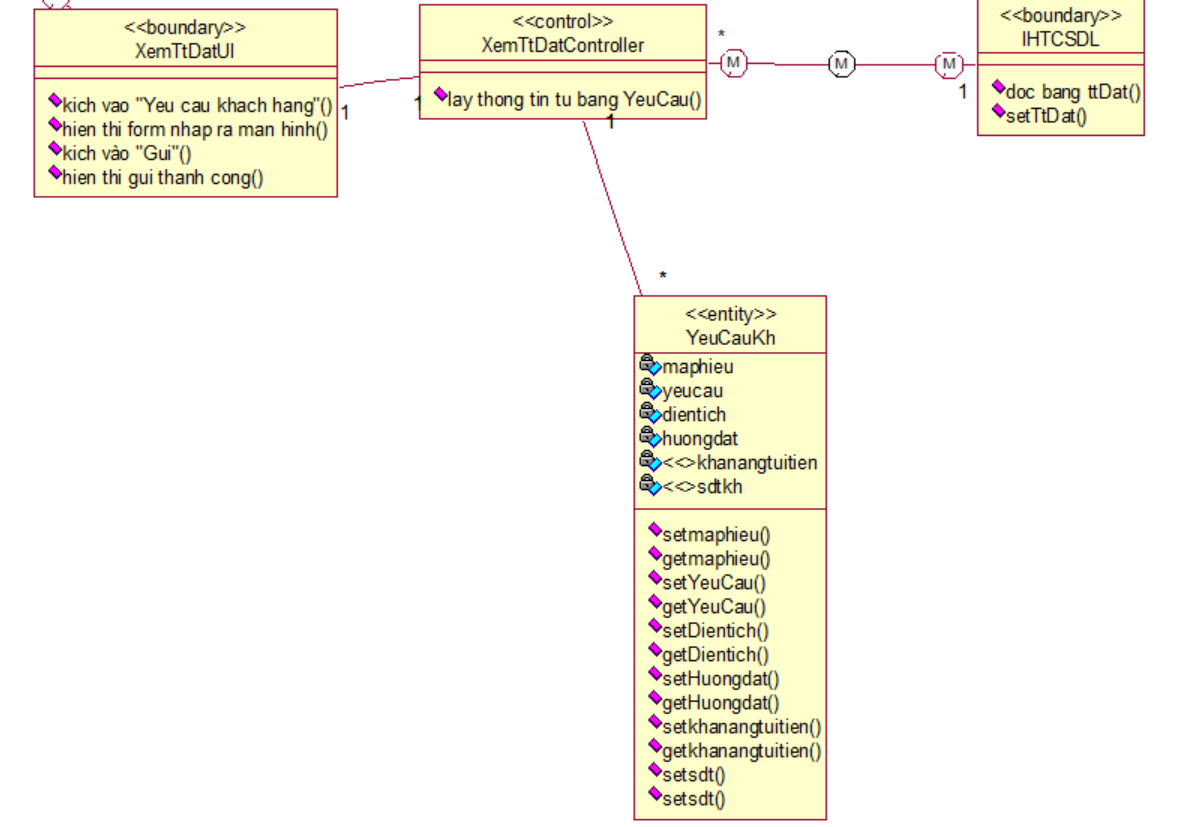 <<boundary>>
XemTtDatUI
kich vao "Yeu cau khach hang"()
hien thi form nhap ra man hinh()
kich vào "Gui"()
hien thi gui thanh cong()
1
1
<<control>>
XemTtDatController
lay thong tin tu bang YeuCau()
1
*
M
M
M
1
<<boundary>>
IHTCSDL
doc bang ttDat()
setTtDat()
*
<<entity>>
YeuCauKh
maphieu
yeucau
dientich
huongdat
<<>khanangtuitien
<<>sdtkh
setmaphieu()
getmaphieu()
setYeuCau()
getYeuCau()
setDientich()
getDientich()
setHuongdat()
getHuongdat()
setkhanangtuitien()
getkhanangtuitien()
setsdt()
setsdt()